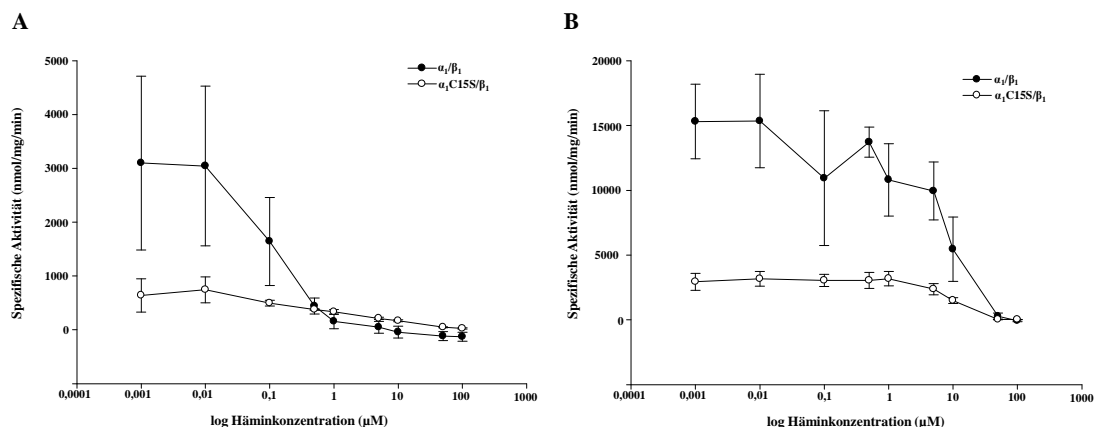 A
α₁/β₁
α₁C15S/β₁
5000
4000
3000
2000
1000
0
Spezifische Aktivität (nmol/mg/min)
0,0001 0,001 0,01 0,1 1 10 100 1000
log Häminkonzentration (µM)
B
α₁/β₁
α₁C15S/β₁
20000
15000
10000
5000
0
Spezifische Aktivität (nmol/mg/min)
0,0001 0,001 0,01 0,1 1 10 100 1000
log Häminkonzentration (µM)